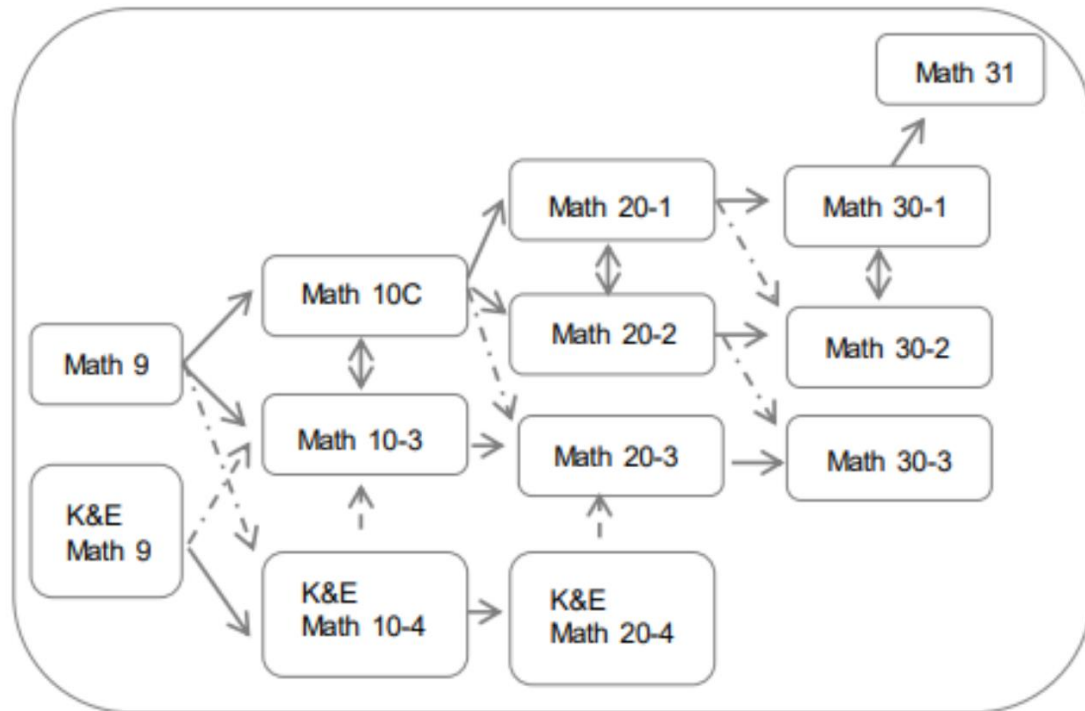 Math 31
Math 20-1
Math 30-1
Math 10C
Math 20-2
Math 30-2
Math 9
Math 10-3
Math 20-3
Math 30-3
K&E
Math 9
K&E
Math 10-4
K&E
Math 20-4